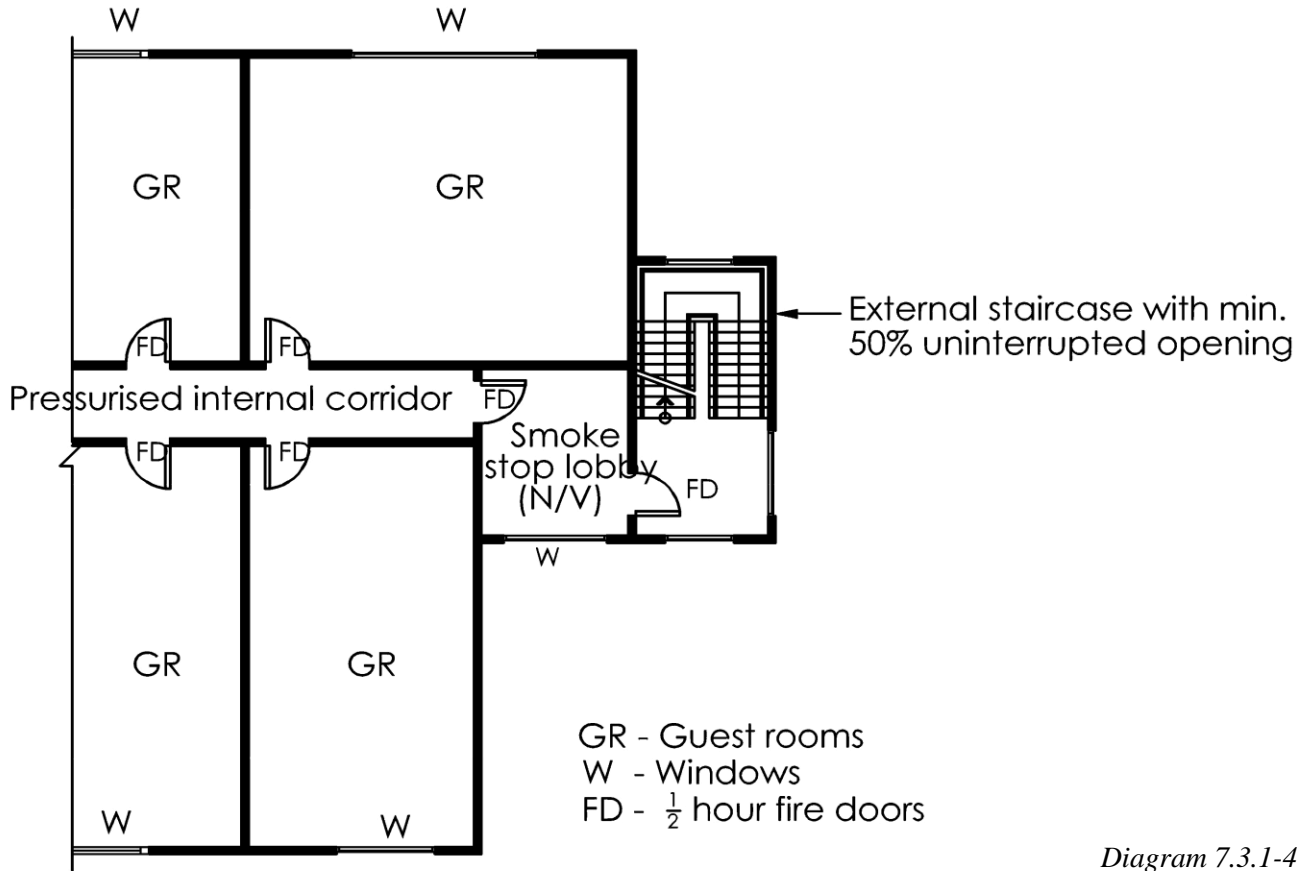 W
W
GR
GR
External staircase with min.
50% uninterrupted opening
FD
FD
Pressurised internal corridor
FD
FD
FD
Smoke
stop lobby
(N/V)
FD
W
GR
GR
GR - Guest rooms
W - Windows
FD - 1/2 hour fire doors
W
W
Diagram 7.3.1-4